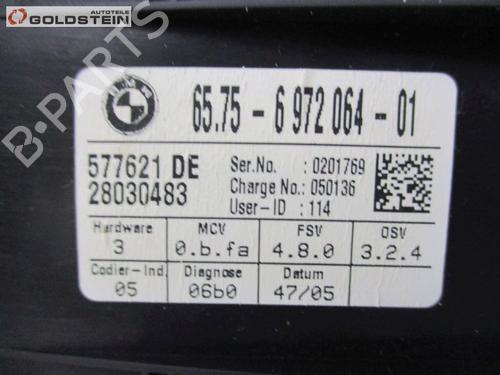 Autoteile
GOLDSTEIN
B-PARTS
BMW
65.75 - 6 972 064 - 01
577621 DE
28030483
Ser.No. : 0201769
Charge No.: 050136
User-ID : 114
Hardware MCV FSV OSV
3 0.b.fa 4.8.0 3.2.4
Codier-Ind. Diagnose Datum
05 06b0 47/05